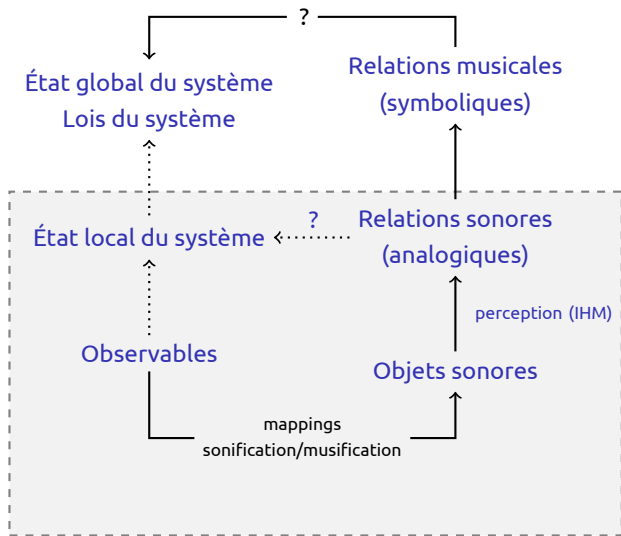 ?
État global du système
Lois du système
Relations musicales
(symboliques)
État local du système
?
Relations sonores
(analogiques)
perception (IHM)
Observables
Objets sonores
mappings
sonification/musification